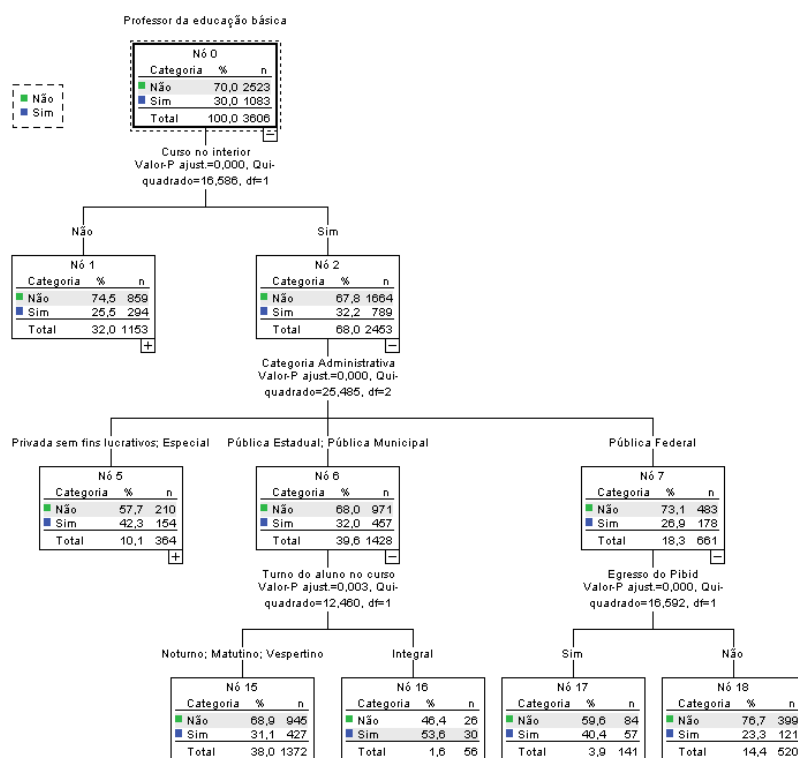 Professor da educação básica
Não
Sim
Nó 0
Categoria % n
Não 70,0 2523
Sim 30,0 1083
Total 100,0 3606
Curso no interior
Valor-P ajust.=0,000, Qui-
quadrado=16,586, df=1
Não
Sim
Nó 1
Categoria % n
Não 74,5 859
Sim 25,5 294
Total 32,0 1153
Nó 2
Categoria % n
Não 67,8 1664
Sim 32,2 789
Total 68,0 2453
Categoria Administrativa
Valor-P ajust.=0,000, Qui-
quadrado=25,485, df=2
Privada sem fins lucrativos; Especial
Pública Estadual; Pública Municipal
Pública Federal
Nó 5
Categoria % n
Não 57,7 210
Sim 42,3 154
Total 10,1 364
Nó 6
Categoria % n
Não 68,0 971
Sim 32,0 457
Total 39,6 1428
Nó 7
Categoria % n
Não 73,1 483
Sim 26,9 178
Total 18,3 661
Turno do aluno no curso
Valor-P ajust.=0,003, Qui-
quadrado=12,460, df=1
Egresso do Pibid
Valor-P ajust.=0,000, Qui-
quadrado=16,592, df=1
Noturno; Matutino; Vespertino
Integral
Sim
Não
Nó 15
Categoria % n
Não 68,9 945
Sim 31,1 427
Total 38,0 1372
Nó 16
Categoria % n
Não 46,4 26
Sim 53,6 30
Total 1,6 56
Nó 17
Categoria % n
Não 59,6 84
Sim 40,4 57
Total 3,9 141
Nó 18
Categoria % n
Não 76,7 399
Sim 23,3 121
Total 14,4 520